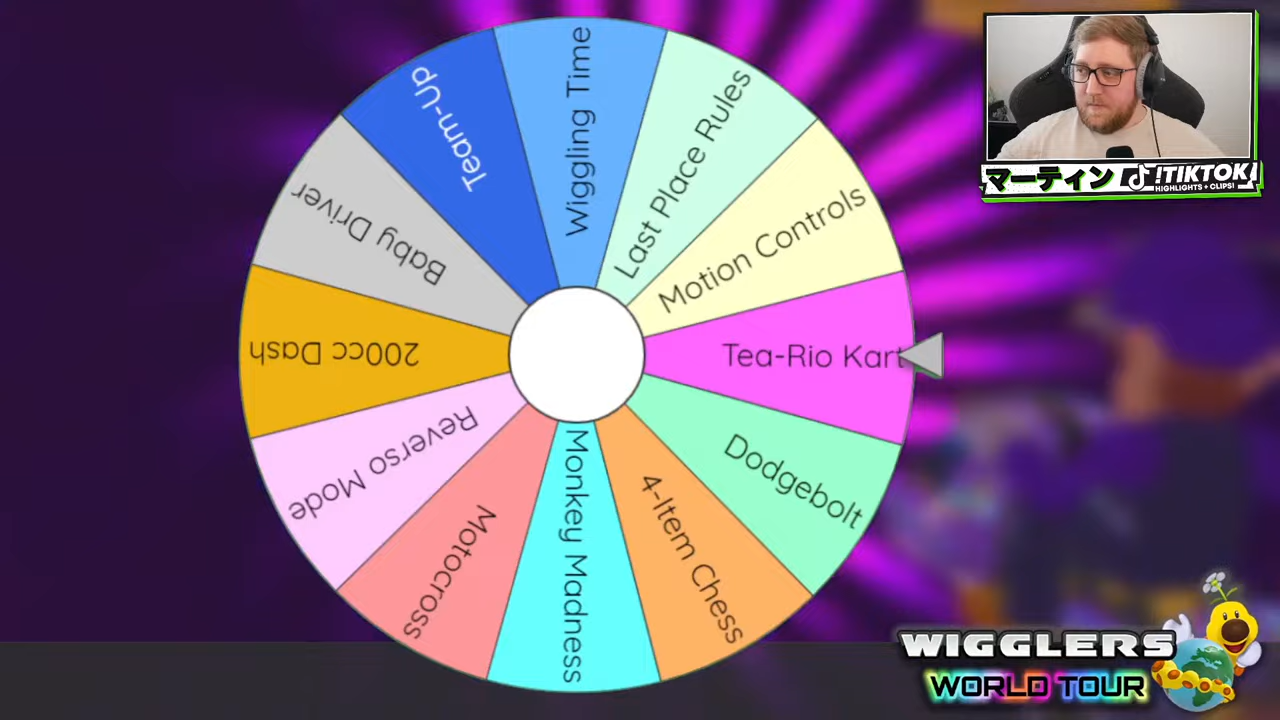 Wiggling Time
Last Place Rules
Motion Controls
Tea-Rio Kart
Dodgebolt
4-Item Chess
Monkey Madness
Motocross
Reverso Mode
200cc Dash
Baby Driver
Team-Up
マーティン
!TIKTOK
HIGHLIGHTS + CLIPS!
WIGGLERS
WORLD TOUR